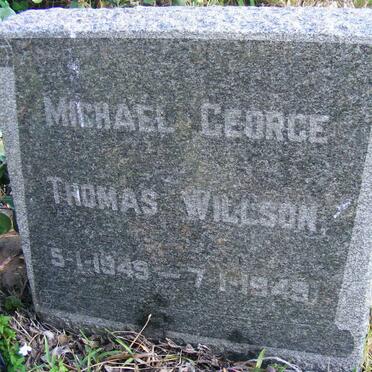 MICHAEL GEORGE
THOMAS WILLSON.
5-1-1949 – 7-1-1949.